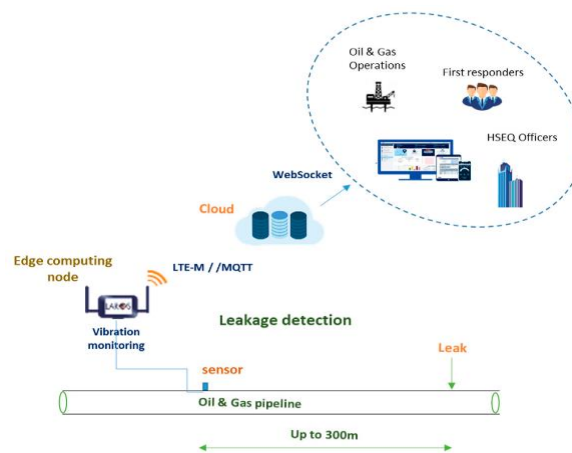 Oil & Gas
Operations
First responders
HSEQ Officers
WebSocket
Cloud
Edge computing
node
LTE-M / /MQTT
LAROS
Vibration
monitoring
Leakage detection
Leak
sensor
Oil & Gas pipeline
Up to 300m